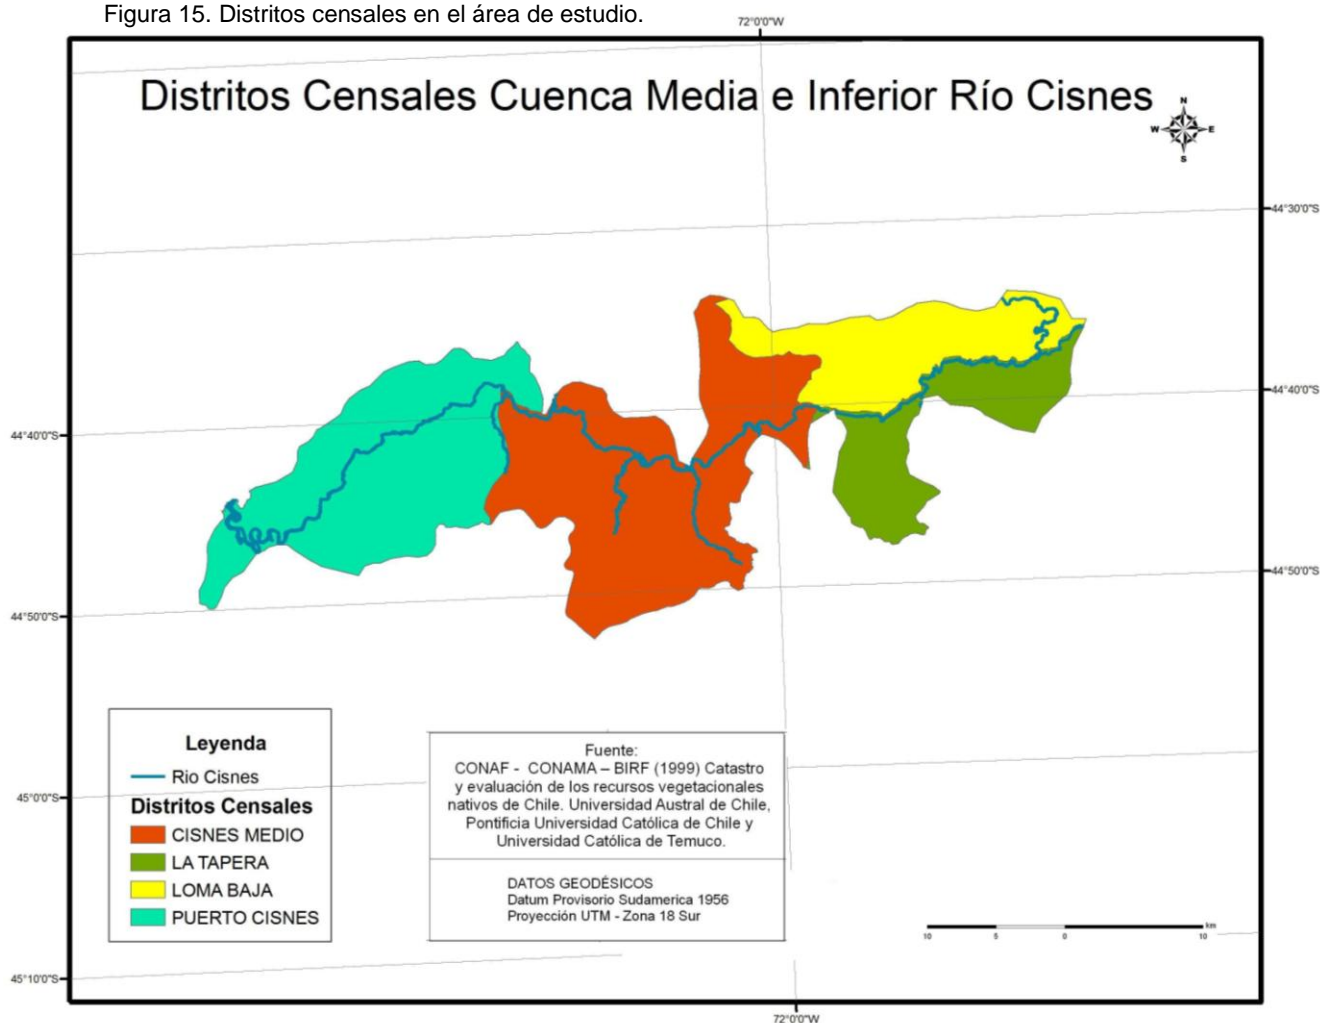 Figura 15. Distritos censales en el área de estudio.
72°0'0"W
Distritos Censales Cuenca Media e Inferior Río Cisnes
N
W
E
S
44°30'0"S
44°40'0"S
44°40'0"S
44°50'0"S
44°50'0"S
45°0'0"S
45°10'0"S
Leyenda
Rio Cisnes
Distritos Censales
CISNES MEDIO
LA TAPERA
LOMA BAJA
PUERTO CISNES
Fuente:
CONAF - CONAMA – BIRF (1999) Catastro
y evaluación de los recursos vegetacionales
nativos de Chile. Universidad Austral de Chile,
Pontificia Universidad Católica de Chile y
Universidad Católica de Temuco.
DATOS GEODÉSICOS
Datum Provisorio Sudamerica 1956
Proyección UTM - Zona 18 Sur
km
10 5 0 10
72°0'0"W